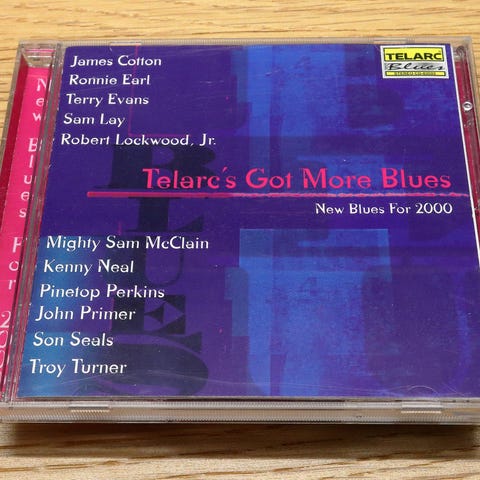 James Cotton
Ronnie Earl
Terry Evans
Sam Lay
Robert Lockwood, Jr.
TELARC
Blues
Telarc's Got More Blues
New Blues For 2000
Mighty Sam McClain
Kenny Neal
Pinetop Perkins
John Primer
Son Seals
Troy Turner
BLUES